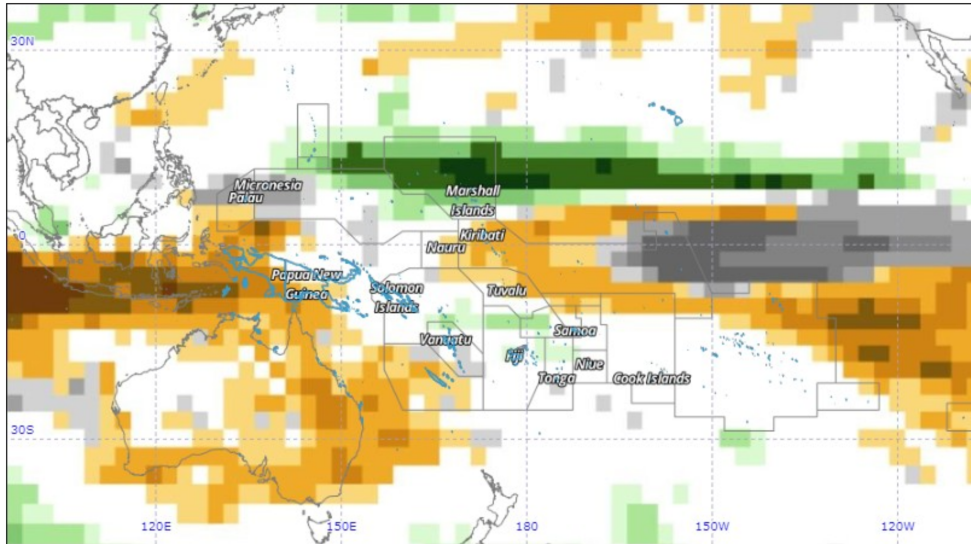 30N
Micronesia
Palau
Marshall
Islands
0
Kiribati
Nauru
Papua New
Guinea
Solomon
Islands
Tuvalu
Samoa
Vanuatu
Fiji
Niue
Tonga
Cook Islands
30S
120E
150E
180
150W
120W